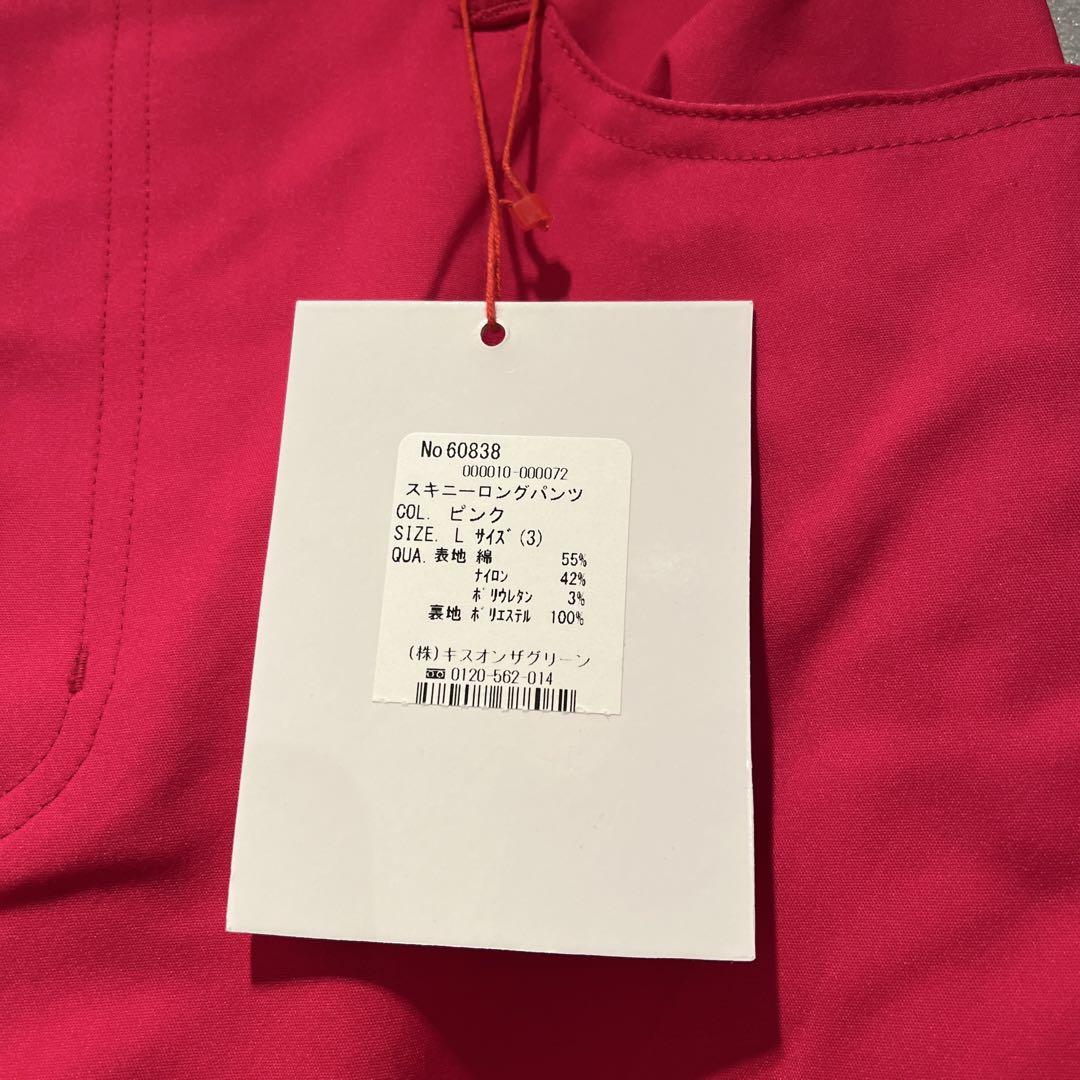 No 60838
000010-000072
スキニーロングパンツ
COL. ピンク
SIZE. L ｻｲｽﾞ(3)
QUA. 表地 綿 55%
ﾅｲﾛﾝ 42%
ﾎﾟﾘｳﾚﾀﾝ 3%
裏地 ﾎﾟﾘｴｽﾃﾙ 100%
(株)キスオンザグリーン
0120-562-014